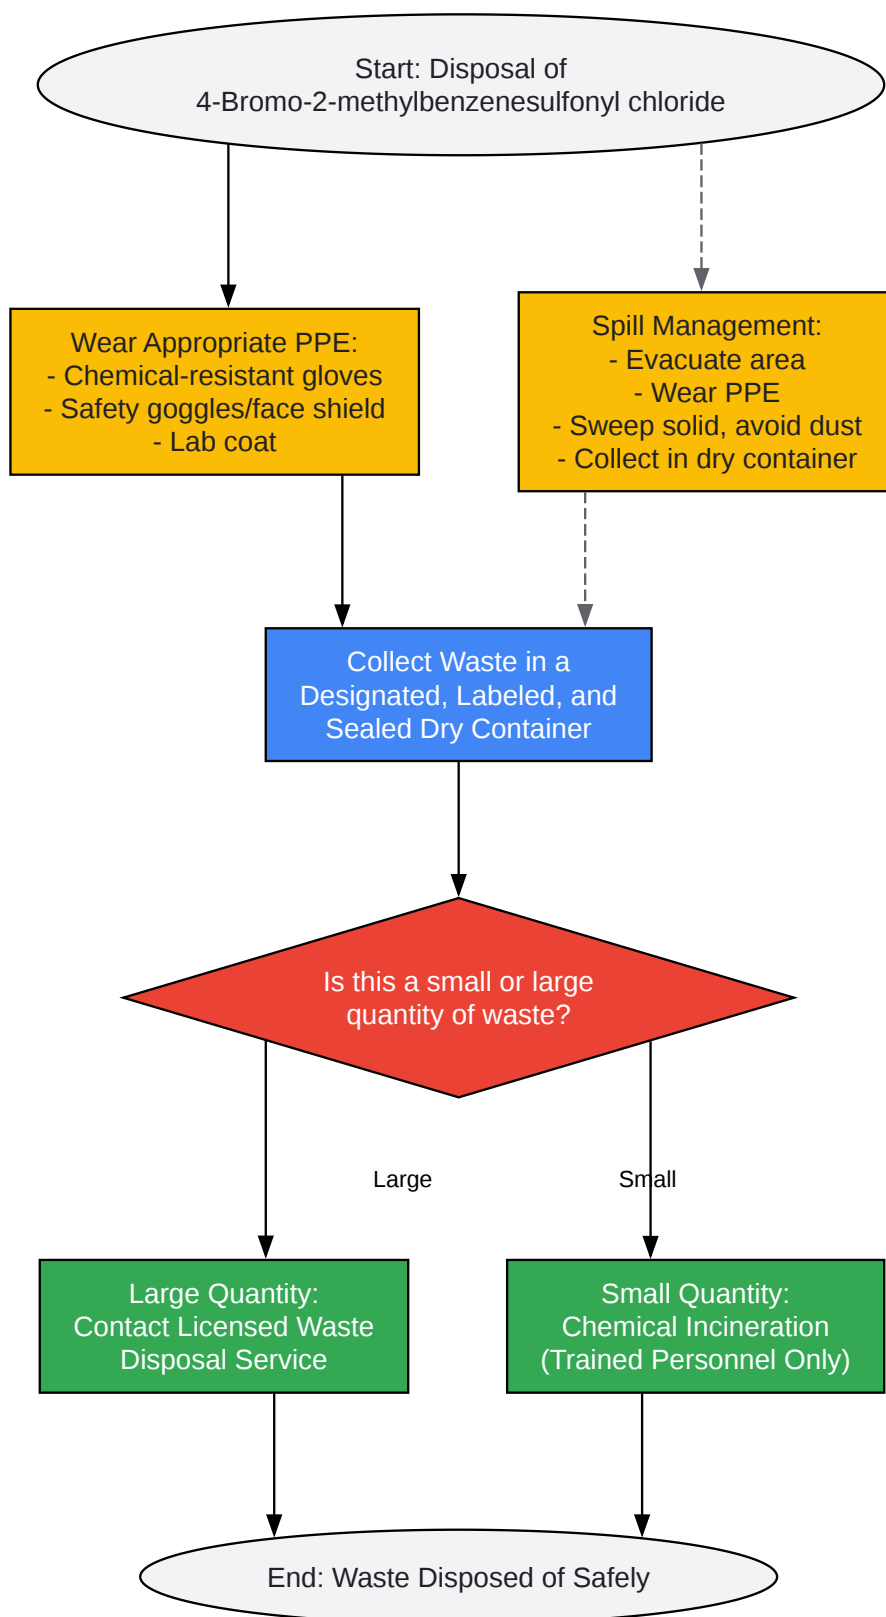 Start: Disposal of
4-Bromo-2-methylbenzenesulfonyl chloride
Wear Appropriate PPE:
- Chemical-resistant gloves
- Safety goggles/face shield
- Lab coat
Spill Management:
- Evacuate area
- Wear PPE
- Sweep solid, avoid dust
- Collect in dry container
Collect Waste in a
Designated, Labeled, and
Sealed Dry Container
Is this a small or large
quantity of waste?
Large
Small
Large Quantity:
Contact Licensed Waste
Disposal Service
Small Quantity:
Chemical Incineration
(Trained Personnel Only)
End: Waste Disposed of Safely